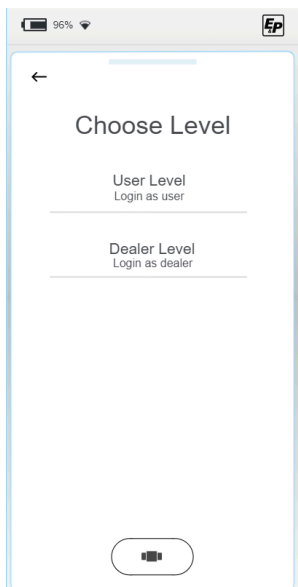 96%
EP
Choose Level
User Level
Login as user
Dealer Level
Login as dealer